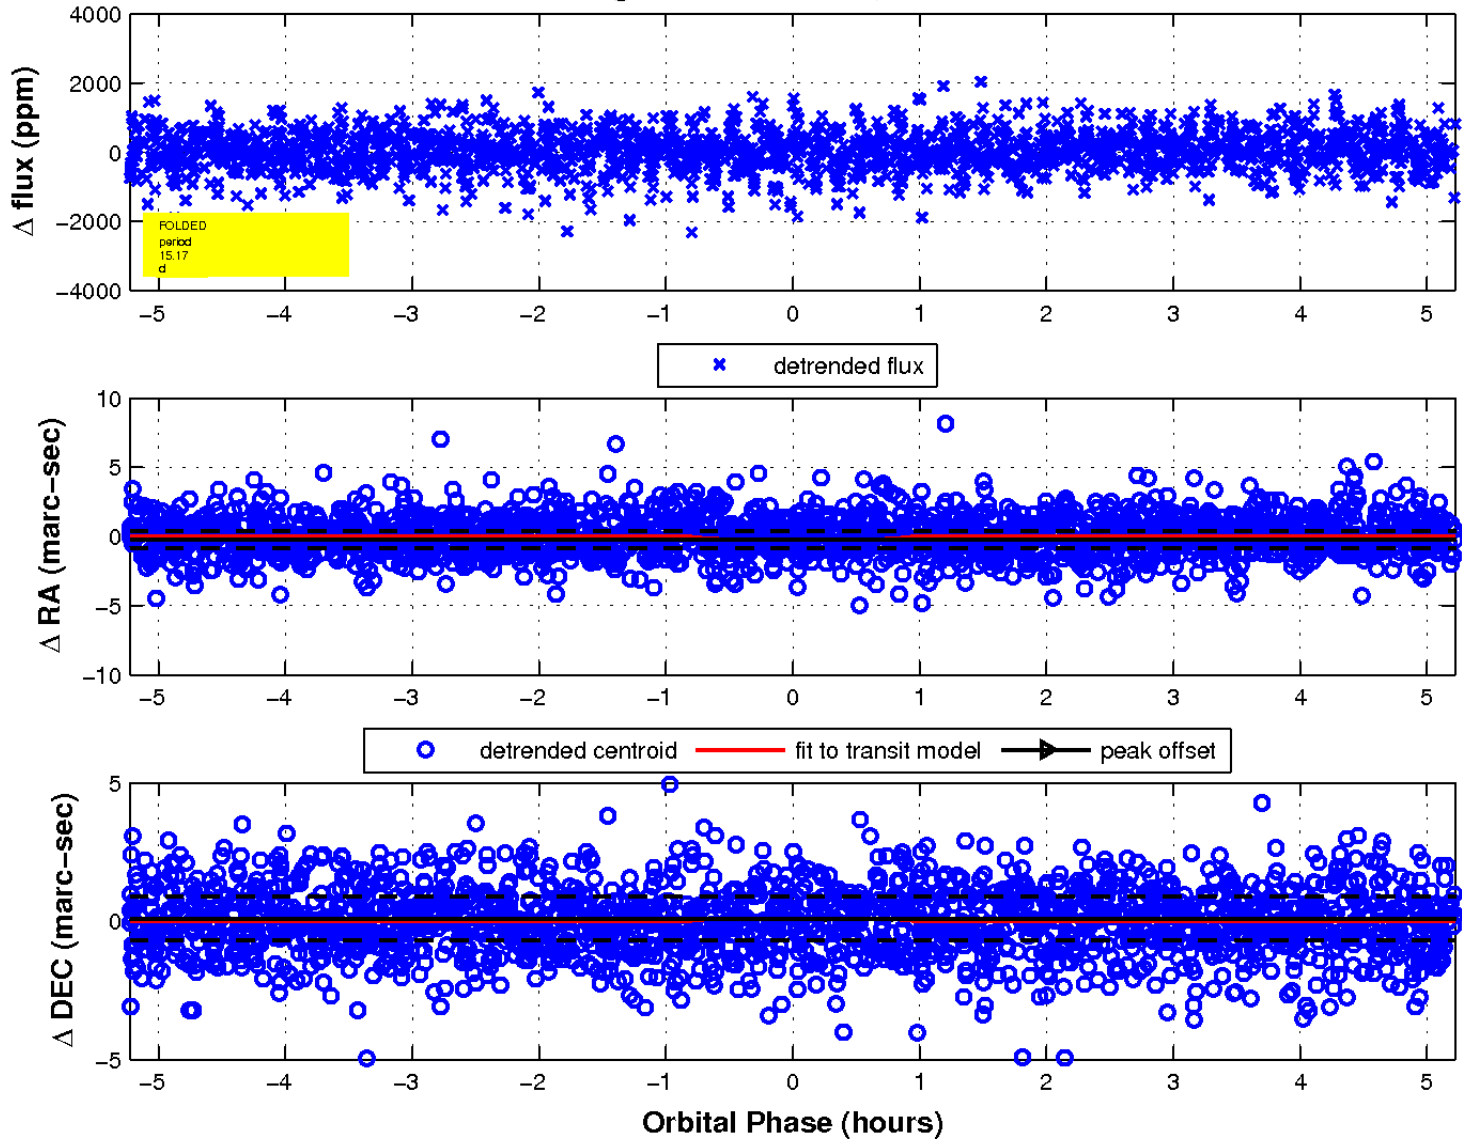 4000
2000
0
−2000
−4000
Δ flux (ppm)
FOLDED
period
15.17
d
−5 −4 −3 −2 −1 0 1 2 3 4 5
detrended flux
10
5
0
−5
−10
Δ RA (marc−sec)
−5 −4 −3 −2 −1 0 1 2 3 4 5
detrended centroid fit to transit model peak offset
5
0
−5
Δ DEC (marc−sec)
−5 −4 −3 −2 −1 0 1 2 3 4 5
Orbital Phase (hours)